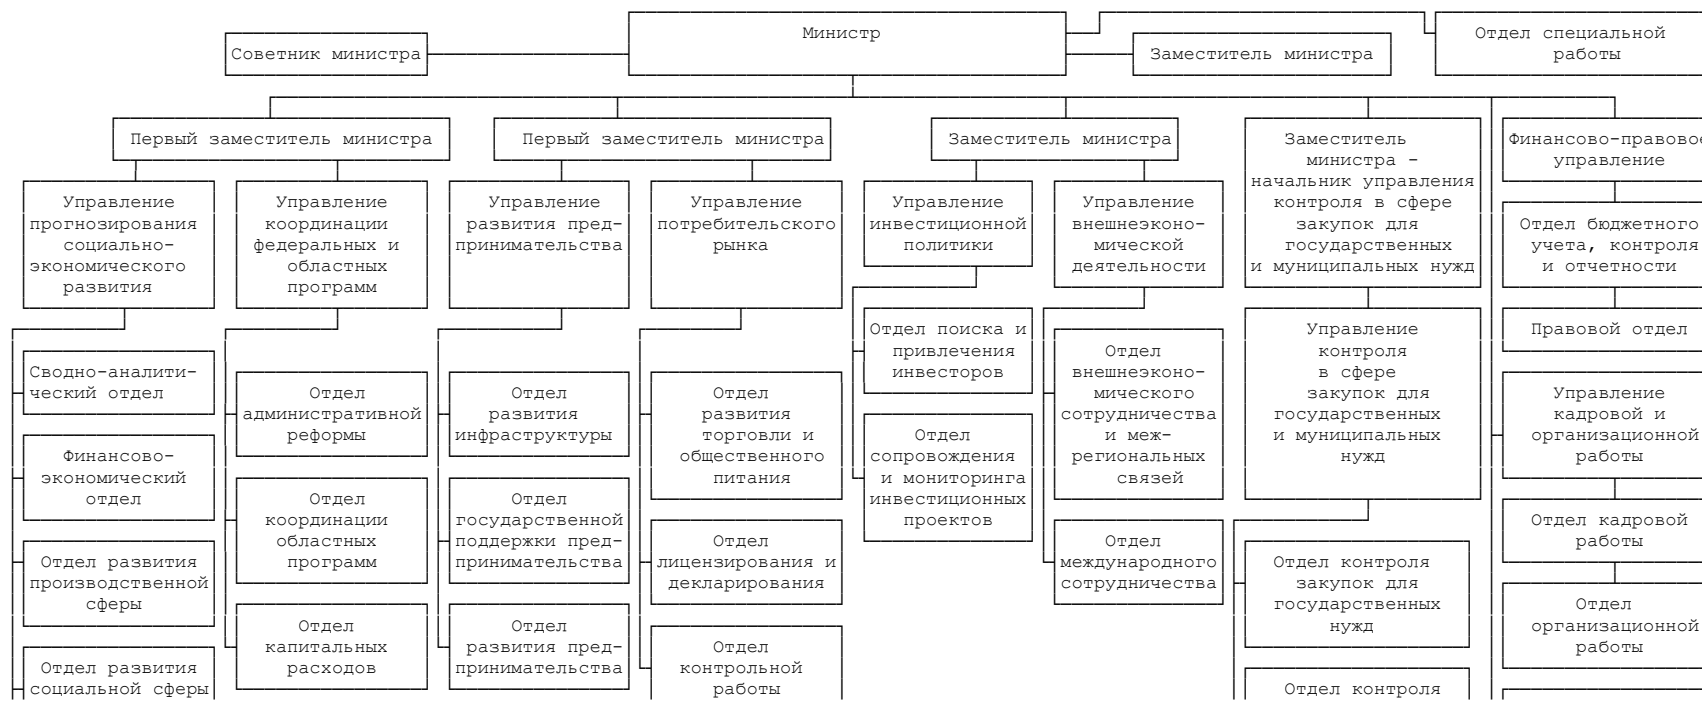 Министр
Отдел специальной
работы
Советник министра
Заместитель министра
Первый заместитель министра
Первый заместитель министра
Заместитель министра
Заместитель
министра -
начальник управления
контроля в сфере
закупок для
государственных
и муниципальных нужд
Финансово-правовое
управление
Управление
прогнозирования
социально-
экономического
развития
Управление
координации
федеральных и
областных
программ
Управление
развития пред-
принимательства
Управление
потребительского
рынка
Управление
инвестиционной
политики
Управление
внешнеэконо-
мической
деятельности
Отдел бюджетного
учета, контроля
и отчетности
Отдел поиска и
привлечения
инвесторов
Управление
контроля
в сфере
закупок для
государственных
и муниципальных
нужд
Правовой отдел
Сводно-аналити-
ческий отдел
Отдел
административной
реформы
Отдел
развития
инфраструктуры
Отдел
развития
торговли и
общественного
питания
Отдел
внешнеэконо-
мического
сотрудничества
и меж-
региональных
связей
Управление
кадровой и
организационной
работы
Финансово-
экономический
отдел
Отдел
сопровождения
и мониторинга
инвестиционных
проектов
Отдел
координации
областных
программ
Отдел
государственной
поддержки пред-
принимательства
Отдел
лицензирования и
декларирования
Отдел
международного
сотрудничества
Отдел кадровой
работы
Отдел развития
производственной
сферы
Отдел контроля
закупок для
государственных
нужд
Отдел
организационной
работы
Отдел
капитальных
расходов
Отдел
развития пред-
принимательства
Отдел
контрольной
работы
Отдел развития
социальной сферы
Отдел контроля